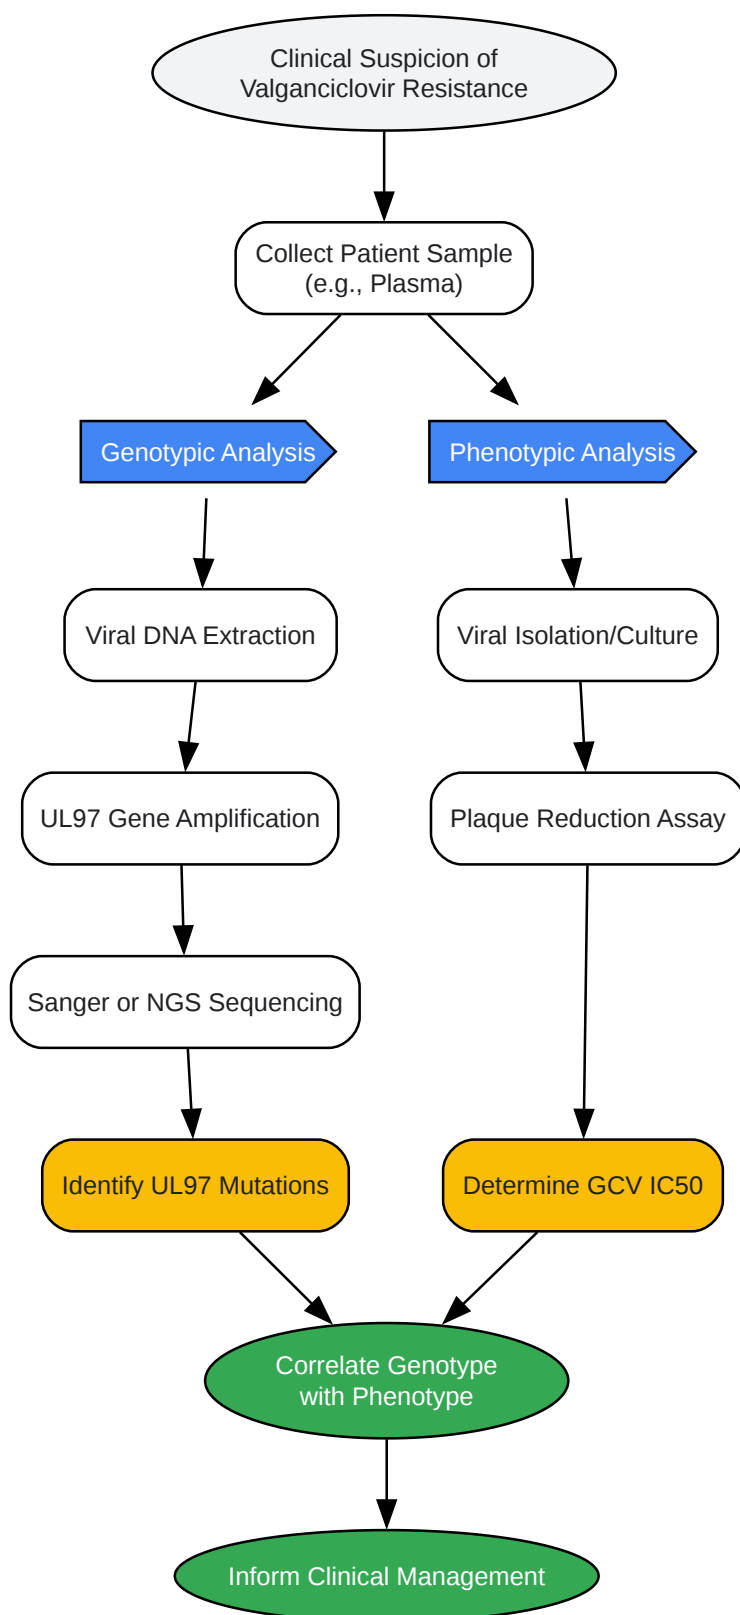 Clinical Suspicion of
Valganciclovir Resistance
Collect Patient Sample
(e.g., Plasma)
Genotypic Analysis
Phenotypic Analysis
Viral DNA Extraction
Viral Isolation/Culture
UL97 Gene Amplification
Plaque Reduction Assay
Sanger or NGS Sequencing
Identify UL97 Mutations
Determine GCV IC50
Correlate Genotype
with Phenotype
Inform Clinical Management